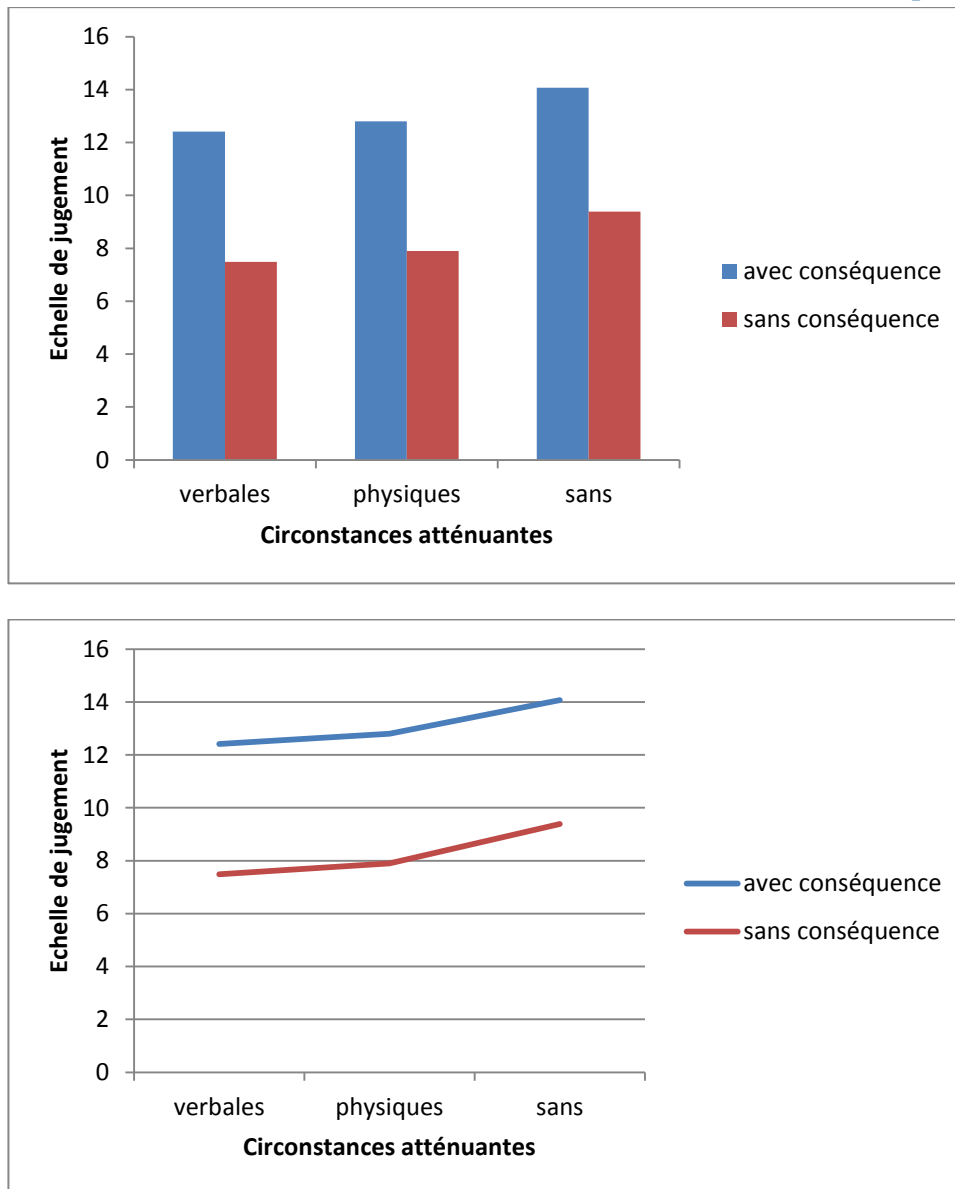 16
14
12
10
8
6
4
2
0
Echelle de jugement
verbales physiques sans
Circonstances atténuantes
avec conséquence
sans conséquence
16
14
12
10
8
6
4
2
0
Echelle de jugement
verbales physiques sans
Circonstances atténuantes
avec conséquence
sans conséquence